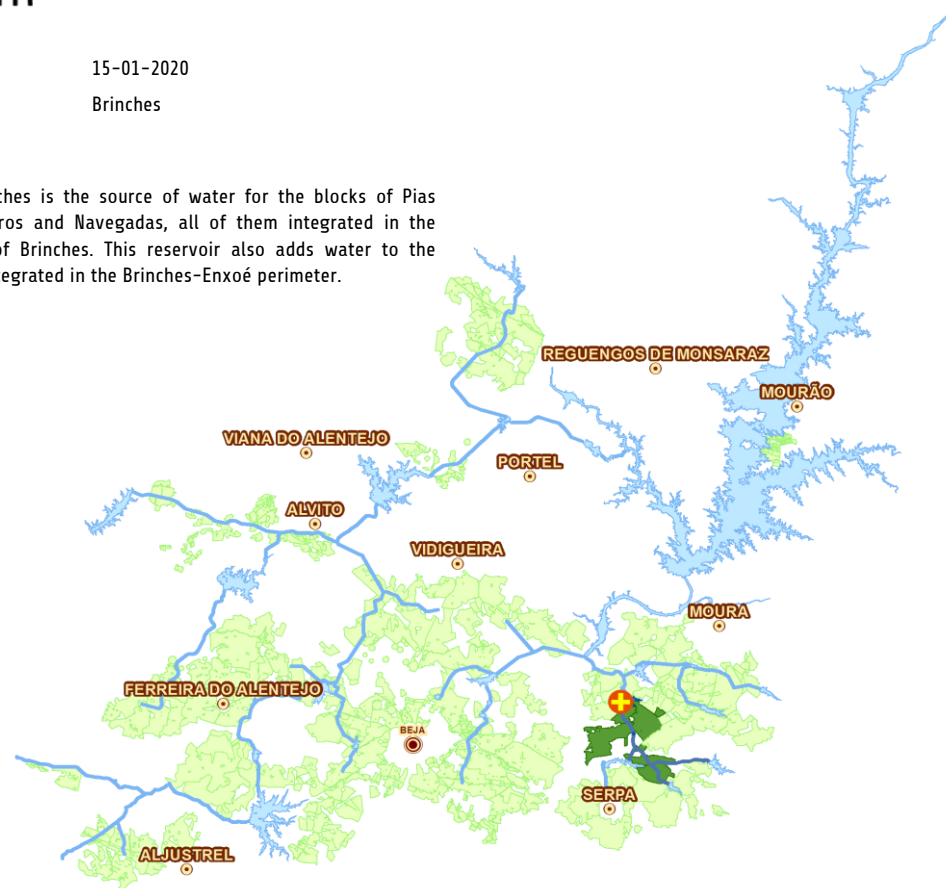 15-01-2020
Brinches
ches is the source of water for the blocks of Pias
ros and Navegadas, all of them integrated in the
of Brinches. This reservoir also adds water to the
tegrated in the Brinches-Enxoé perimeter.
REGUENGOS DE MONSARAZ
MOURÃO
VIANA DO ALENTEJO
PORTEL
ALVITO
VIDIGUEIRA
MOURA
FERREIRA DO ALENTEJO
BEJA
SERPA
ALJUSTREL